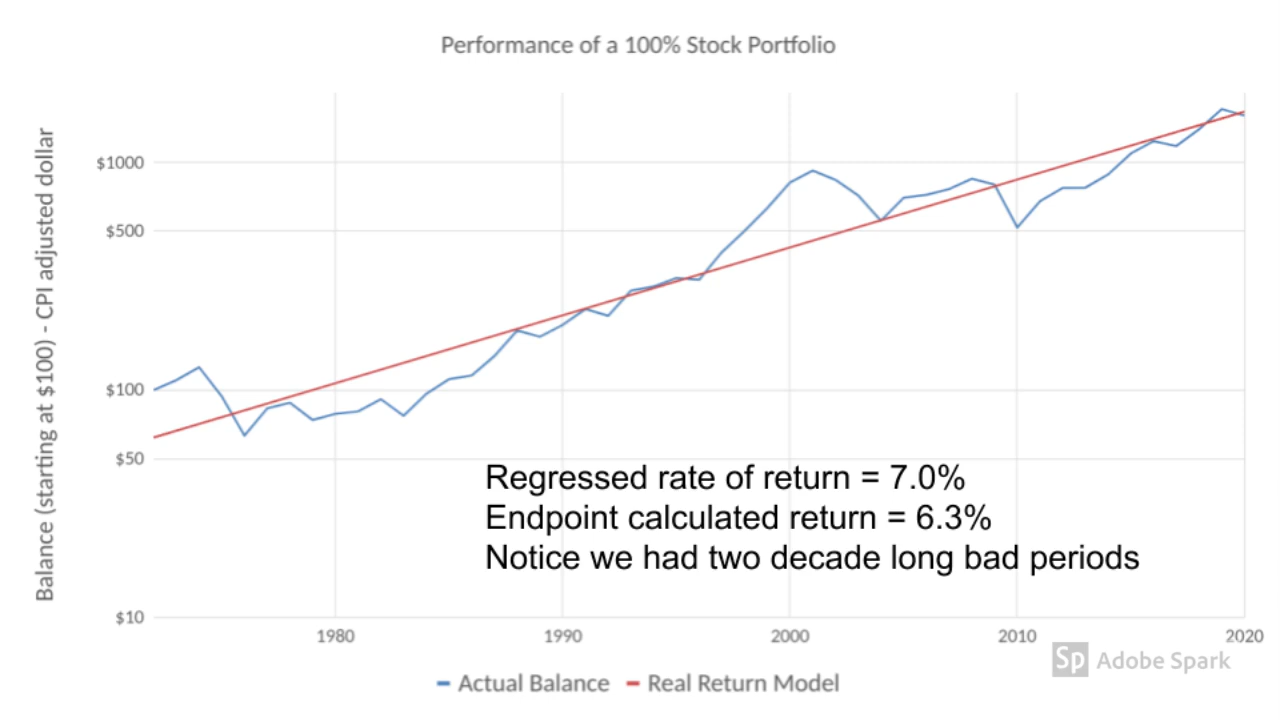 Performance of a 100% Stock Portfolio
Balance (starting at $100) - CPI adjusted dollar
$1000
$500
$100
$50
$10
Regressed rate of return = 7.0%
Endpoint calculated return = 6.3%
Notice we had two decade long bad periods
1980
1990
2000
2010
2020
Sp Adobe Spark
Actual Balance
Real Return Model